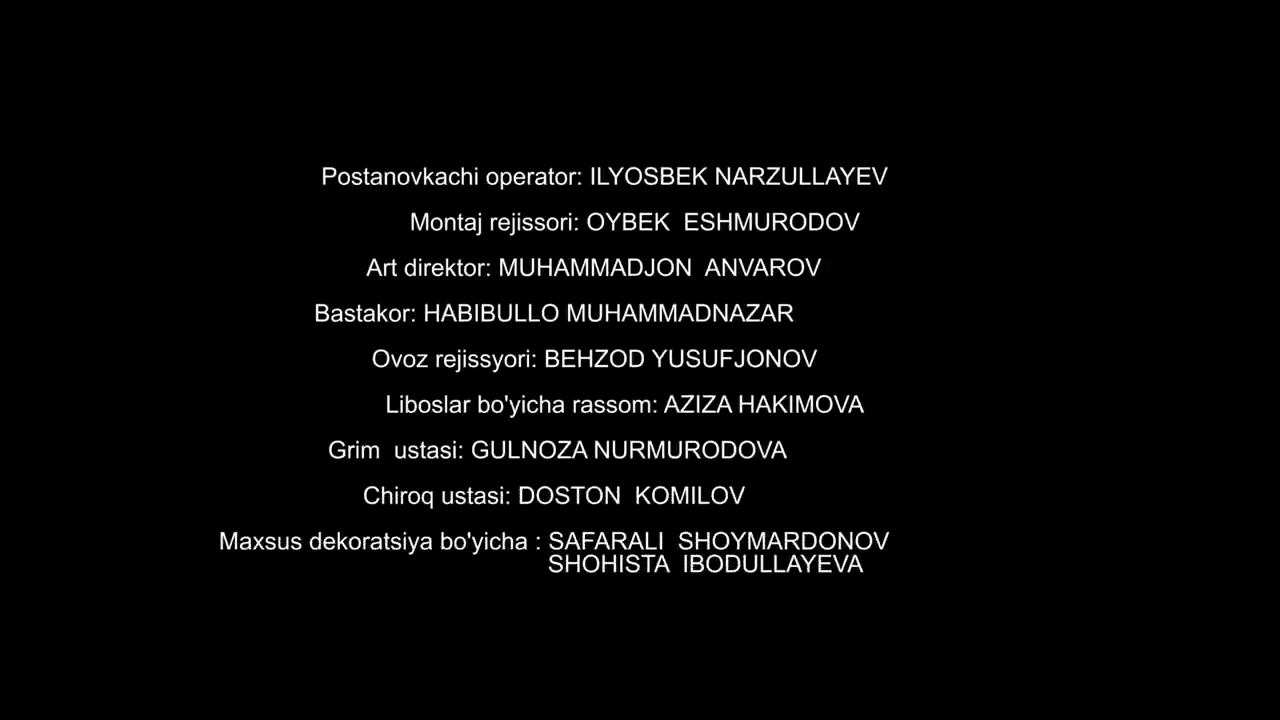 Postanovkachi operator: ILYOSBEK NARZULLAYEV
Montaj rejissori: OYBEK  ESHMURODOV
Art direktor: MUHAMMADJON  ANVAROV
Bastakor: HABIBULLO MUHAMMADNAZAR
Ovoz rejissyori: BEHZOD YUSUFJONOV
Liboslar bo'yicha rassom: AZIZA HAKIMOVA
Grim  ustasi: GULNOZA NURMURODOVA
Chiroq ustasi: DOSTON  KOMILOV
Maxsus dekoratsiya bo'yicha : SAFARALI  SHOYMARDONOV
SHOHISTA  IBODULLAYEVA